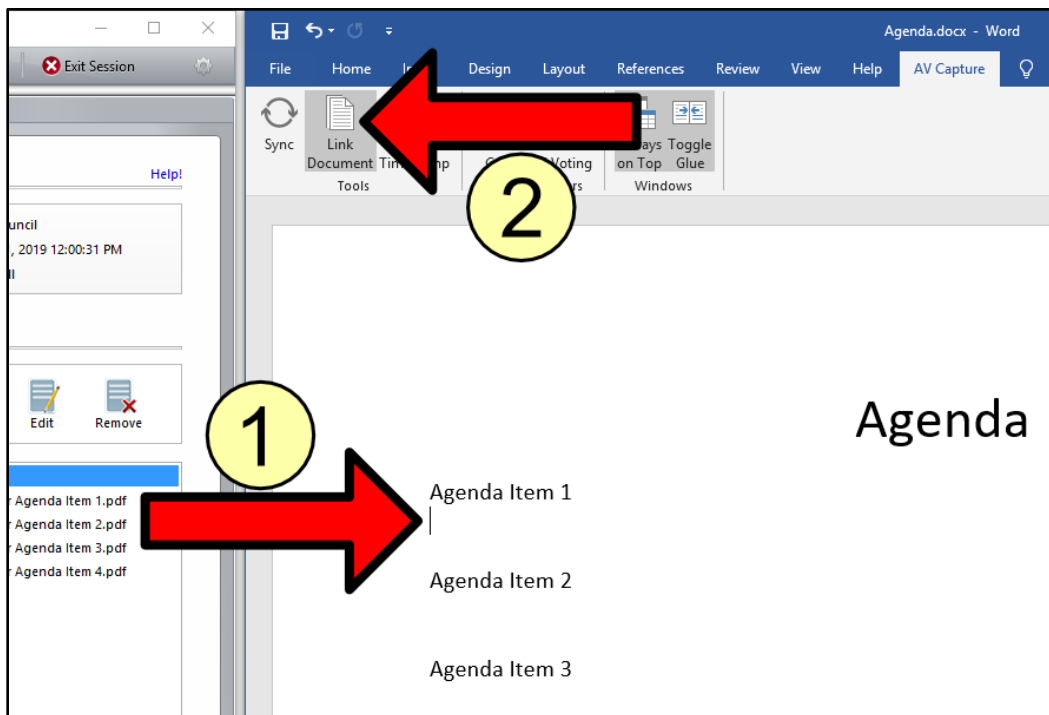 Agenda.docx - Word
Exit Session
File Home Design Layout References Review View Help AV Capture
Sync Link Document Toggle Glue
on Top
Voting
Tools Windows
2
Help!
uncil
, 2019 12:00:31 PM
ll
Edit Remove
1
Agenda
r Agenda Item 1.pdf
r Agenda Item 2.pdf
r Agenda Item 3.pdf
r Agenda Item 4.pdf
Agenda Item 1
Agenda Item 2
Agenda Item 3